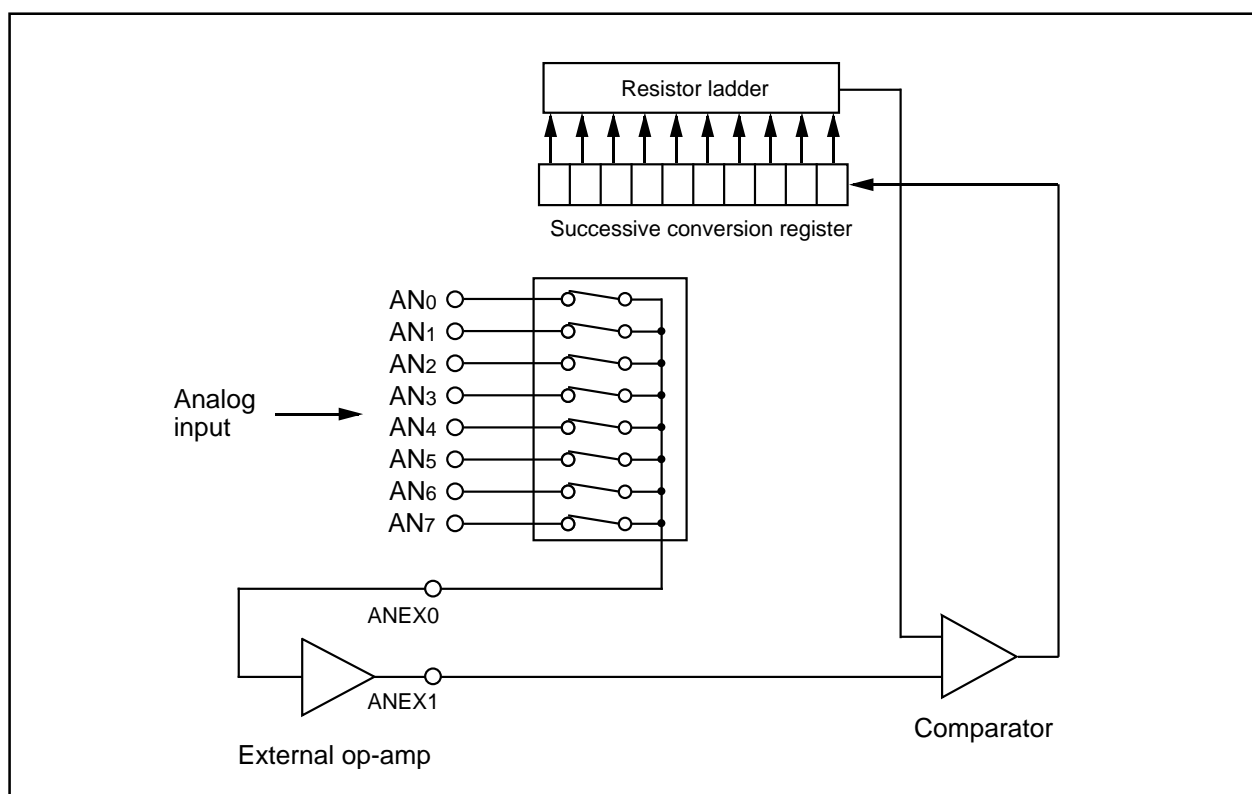 Resistor ladder
Successive conversion register
AN0
AN1
AN2
AN3
AN4
AN5
AN6
AN7
Analog
input
ANEX0
ANEX1
External op-amp
Comparator